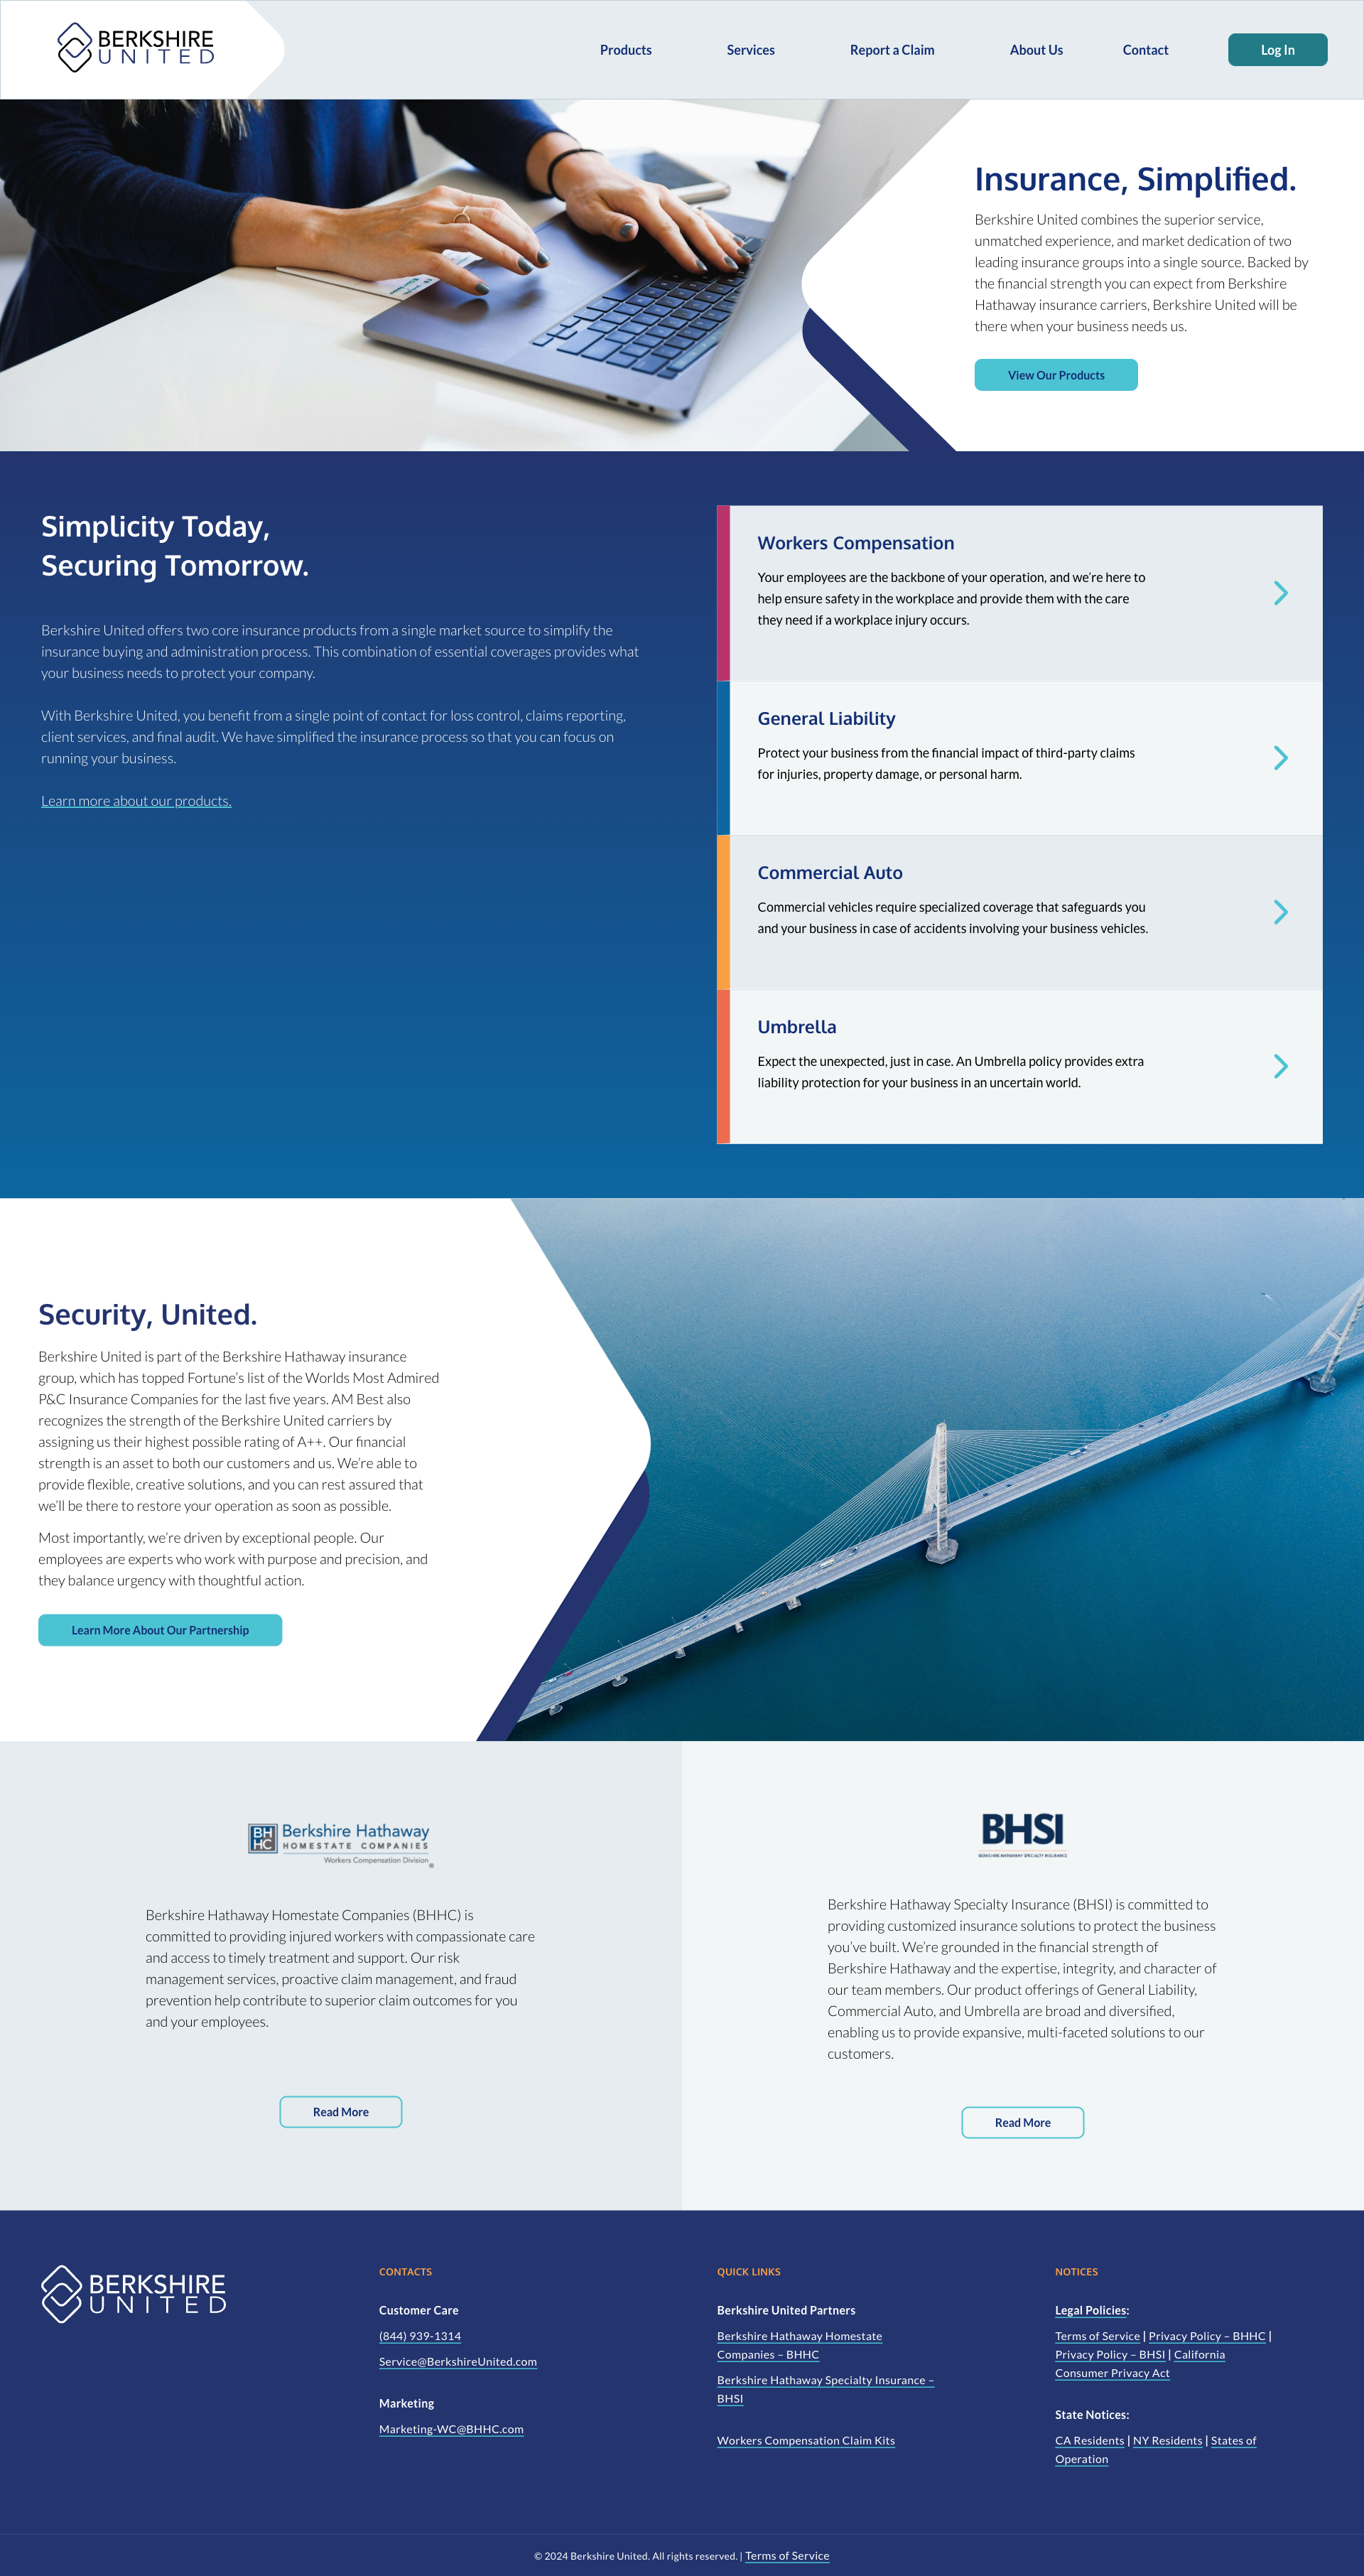 BERKSHIRE
UNITED
Products
Services
Report a Claim
About Us
Contact
Log In
Insurance, Simplified.
Berkshire United combines the superior service,
unmatched experience, and market dedication of two
leading insurance groups into a single source. Backed by
the financial strength you can expect from Berkshire
Hathaway insurance carriers, Berkshire United will be
there when your business needs us.
View Our Products
Simplicity Today,
Securing Tomorrow.
Berkshire United offers two core insurance products from a single market source to simplify the
insurance buying and administration process. This combination of essential coverages provides what
your business needs to protect your company.
With Berkshire United, you benefit from a single point of contact for loss control, claims reporting,
client services, and final audit. We have simplified the insurance process so that you can focus on
running your business.
Learn more about our products.
Workers Compensation
Your employees are the backbone of your operation, and we're here to
help ensure safety in the workplace and provide them with the care
they need if a workplace injury occurs.
General Liability
Protect your business from the financial impact of third-party claims
for injuries, property damage, or personal harm.
Commercial Auto
Commercial vehicles require specialized coverage that safeguards you
and your business in case of accidents involving your business vehicles.
Umbrella
Expect the unexpected, just in case. An Umbrella policy provides extra
liability protection for your business in an uncertain world.
Security, United.
Berkshire United is part of the Berkshire Hathaway insurance
group, which has topped Fortune's list of the Worlds Most Admired
P&C Insurance Companies for the last five years. AM Best also
recognizes the strength of the Berkshire United carriers by
assigning us their highest possible rating of A++. Our financial
strength is an asset to both our customers and us. We're able to
provide flexible, creative solutions, and you can rest assured that
we'll be there to restore your operation as soon as possible.
Most importantly, we're driven by exceptional people. Our
employees are experts who work with purpose and precision, and
they balance urgency with thoughtful action.
Learn More About Our Partnership
BH
HC
Berkshire Hathaway
HOMESTATE COMPANIES
Workers Compensation Division®
Berkshire Hathaway Homestate Companies (BHHC) is
committed to providing injured workers with compassionate care
and access to timely treatment and support. Our risk
management services, proactive claim management, and fraud
prevention help contribute to superior claim outcomes for you
and your employees.
Read More
BHSI
BERKSHIRE HATHAWAY SPECIALTY INSURANCE
Berkshire Hathaway Specialty Insurance (BHSI) is committed to
providing customized insurance solutions to protect the business
you've built. We're grounded in the financial strength of
Berkshire Hathaway and the expertise, integrity, and character of
our team members. Our product offerings of General Liability,
Commercial Auto, and Umbrella are broad and diversified,
enabling us to provide expansive, multi-faceted solutions to our
customers.
Read More
BERKSHIRE
UNITED
CONTACTS
Customer Care
(844) 939-1314
Service@BerkshireUnited.com
Marketing
Marketing-WC@BHHC.com
QUICK LINKS
Berkshire United Partners
Berkshire Hathaway Homestate
Companies – BHHC
Berkshire Hathaway Specialty Insurance –
BHSI
Workers Compensation Claim Kits
NOTICES
Legal Policies:
Terms of Service | Privacy Policy – BHHC |
Privacy Policy – BHSI | California
Consumer Privacy Act
State Notices:
CA Residents | NY Residents | States of
Operation
© 2024 Berkshire United. All rights reserved. | Terms of Service